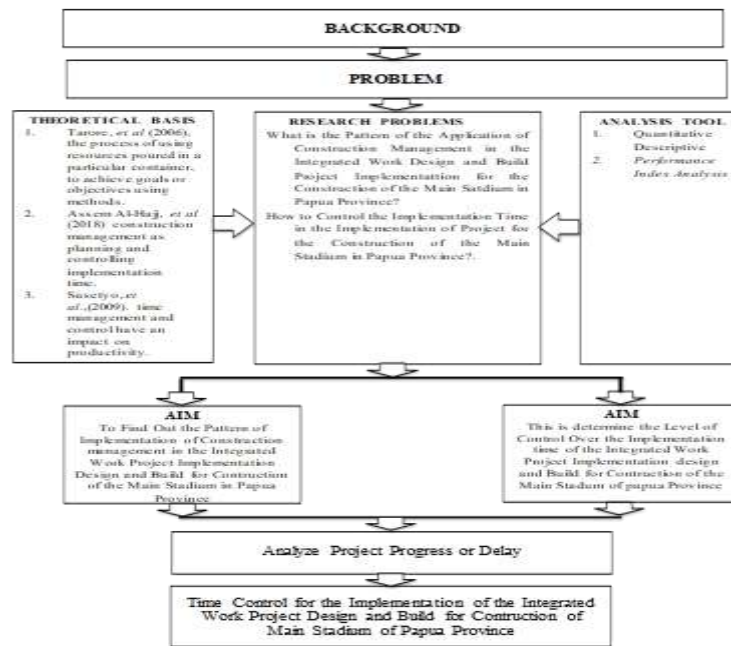 BACKGROUND
PROBLEM
THEORETICAL BASIS
1. Tarore, et al (2006), the process of using resources poured in a particular container, to achieve goals or objectives using methods.
2. Assem Al-Hajj, et al (2018) construction management as planning and controlling implementation time.
3. Susetyo, et al.,(2009), time management and control have an impact on productivity.
RESEARCH PROBLEMS
What is the Pattern of the Application of
Construction Management in the
Integrated Work Design and Build
Project Implementation for the
Construction of the Main Satdium in
Papua Province?
How to Control the Implementation Time
in the Implementation of Project for
the Construction of the Main
Stadium in Papua Province?.
ANALYSIS TOOL
1. Quantitative
Descriptive
2. Performance
Index Analysis
AIM
To Find Out the Pattern of
Implementation of Construction
management in the Integrated
Work Project Implementation
Design and Build for Contruction
of the Main Stadium in Papua
Province
AIM
This is determine the Level of
Control Over the Implementation
time of the Integrated Work
Project Implementation design
and Build for Contraction of the
Main Stadum of papua Province
Analyze Project Progress or Delay
Time Control for the Implementation of the Integrated
Work Project Design and Build for Contruction of
Main Stadium of Papua Province